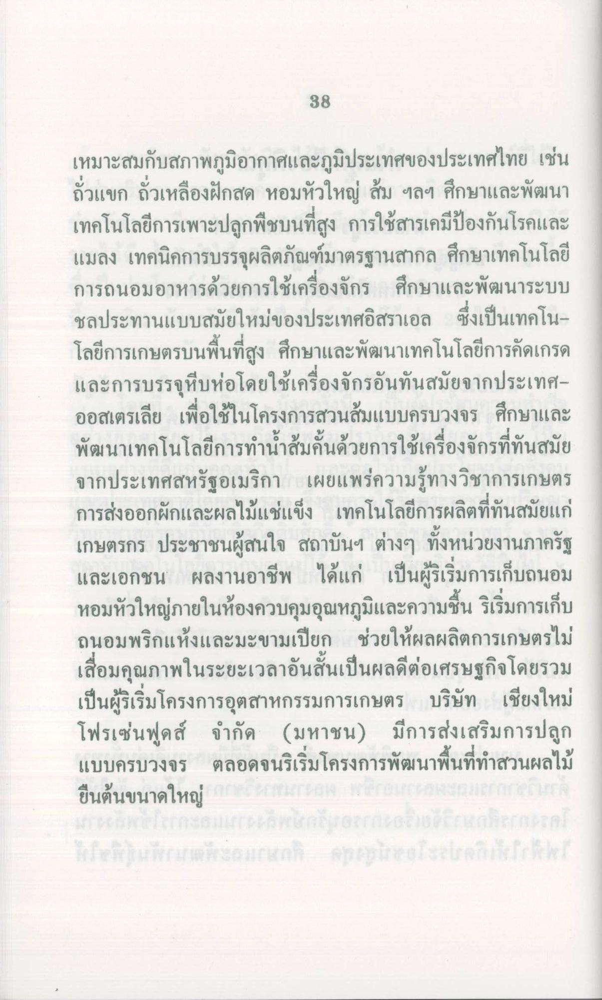 38
เหมาะสมกับสภาพภูมิอากาศและภูมิประเทศของประเทศไทย เช่น
ถั่วแขก ถั่วเหลืองฝักสด หอมหัวใหญ่ ส้ม ฯลฯ ศึกษาและพัฒนา
เทคโนโลยีการเพาะปลูกพืชบนที่สูง การใช้สารเคมีป้องกันโรคและ
แมลง เทคนิคการบรรจุผลิตภัณฑ์มาตรฐานสากล ศึกษาเทคโนโลยี
การถนอมอาหารด้วยการใช้เครื่องจักร ศึกษาและพัฒนาระบบ
ชลประทานแบบสมัยใหม่ของประเทศอิสราเอล ซึ่งเป็นเทคโน-
โลยีการเกษตรบนพื้นที่สูง ศึกษาและพัฒนาเทคโนโลยีการคัดเกรด
และการบรรจุหีบห่อโดยใช้เครื่องจักรอันทันสมัยจากประเทศ-
ออสเตรเลีย เพื่อใช้ในโครงการสวนส้มแบบครบวงจร ศึกษาและ
พัฒนาเทคโนโลยีการทำน้ำส้มคั้นด้วยการใช้เครื่องจักรที่ทันสมัย
จากประเทศสหรัฐอเมริกา เผยแพร่ความรู้ทางวิชาการเกษตร
การส่งออกผักและผลไม้แช่แข็ง เทคโนโลยีการผลิตที่ทันสมัยแก่
เกษตรกร ประชาชนผู้สนใจ สถาบันฯ ต่างๆ ทั้งหน่วยงานภาครัฐ
และเอกชน ผลงานอาชีพ ได้แก่ เป็นผู้ริเริ่มการเก็บถนอม
หอมหัวใหญ่ภายในห้องควบคุมอุณหภูมิและความชื้น ริเริ่มการเก็บ
ถนอมพริกแห้งและมะขามเปียก ช่วยให้ผลผลิตการเกษตรไม่
เสื่อมคุณภาพในระยะเวลาอันสั้นเป็นผลดีต่อเศรษฐกิจโดยรวม
เป็นผู้ริเริ่มโครงการอุตสาหกรรมการเกษตร บริษัท เชียงใหม่
โฟรเซ่นฟูดส์ จำกัด (มหาชน) มีการส่งเสริมการปลูก
แบบครบวงจร ตลอดจนริเริ่มโครงการพัฒนาพื้นที่ทำสวนผลไม้
ยืนต้นขนาดใหญ่